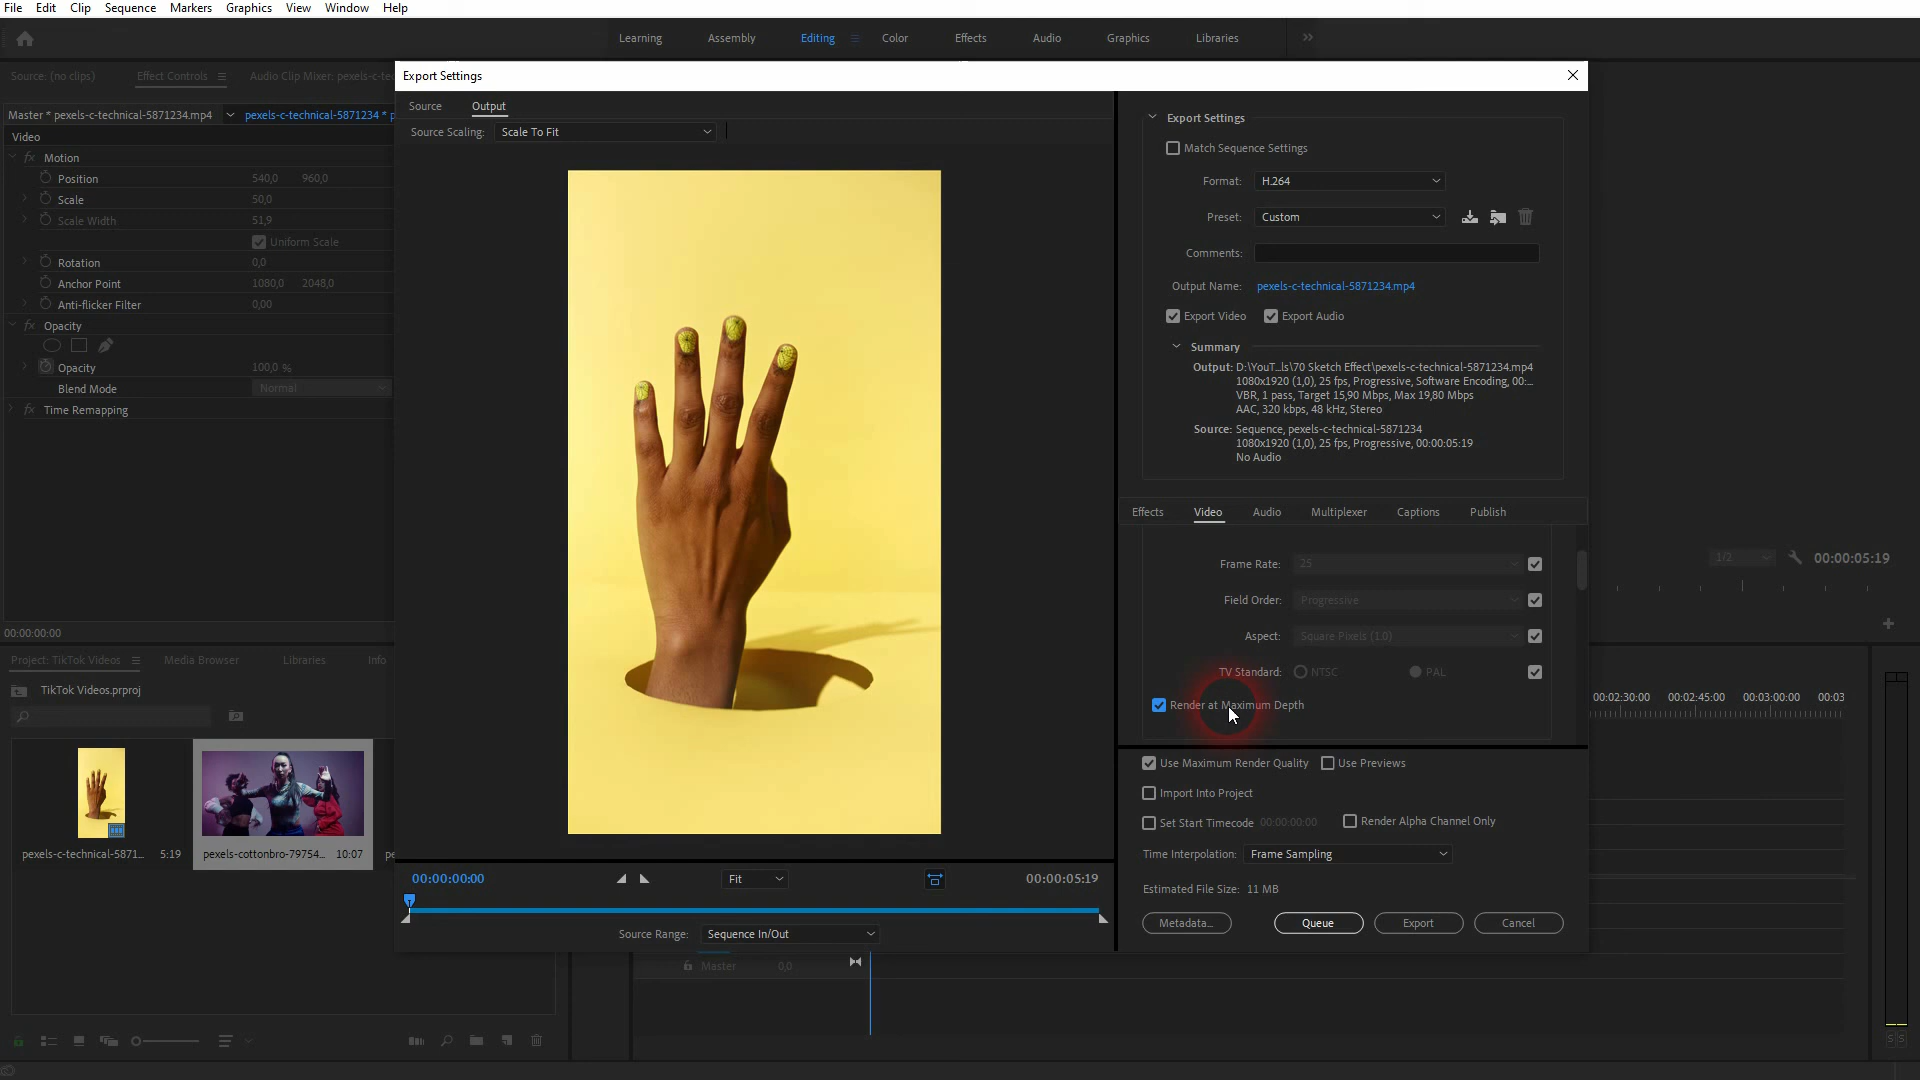 File Edit Clip Sequence Markers Graphics View Window Help
Learning Assembly Editing Color Effects Audio Graphics Libraries
Source: (no clips) Effect Controls Audio Clip Mixer: pexels-c-te
Master * pexels-c-technical-5871234.mp4 pexels-c-technical-5871234 * p
Video
Motion
Position 540,0 960,0
Scale 50,0
Scale Width 51,9
Uniform Scale
Rotation 0,0
Anchor Point 1080,0 2048,0
Anti-flicker Filter 0,00
Opacity
Opacity 100,0 %
Blend Mode Normal
Time Remapping
00:00:00:00
Export Settings
Source Output
Source Scaling: Scale To Fit
00:00:00:00 Fit 00:00:05:19
Source Range: Sequence In/Out
Export Settings
Match Sequence Settings
Format: H.264
Preset: Custom
Comments:
Output Name: pexels-c-technical-5871234.mp4
Export Video Export Audio
Summary
Output: D:\YouT...ls\70 Sketch Effect\pexels-c-technical-5871234.mp4
1080x1920 (1,0), 25 fps, Progressive, Software Encoding, 00:...
VBR, 1 pass, Target 15,90 Mbps, Max 19,80 Mbps
AAC, 320 kbps, 48 kHz, Stereo
Source: Sequence, pexels-c-technical-5871234
1080x1920 (1,0), 25 fps, Progressive, 00:00:05:19
No Audio
Effects Video Audio Multiplexer Captions Publish
Frame Rate: 25
Field Order: Progressive
Aspect: Square Pixels (1.0)
TV Standard: NTSC PAL
Render at Maximum Depth
Use Maximum Render Quality Use Previews
Import Into Project
Set Start Timecode 00:00:00:00 Render Alpha Channel Only
Time Interpolation: Frame Sampling
Estimated File Size: 11 MB
Metadata... Queue Export Cancel
1/2 00:00:05:19
Project: TikTok Videos Media Browser Libraries Info
TikTok Videos.prproj
pexels-c-technical-5871... 5:19 pexels-cottonbro-79754... 10:07 pe
00:02:30:00 00:02:45:00 00:03:00:00 00:03
Master 0,0
S S